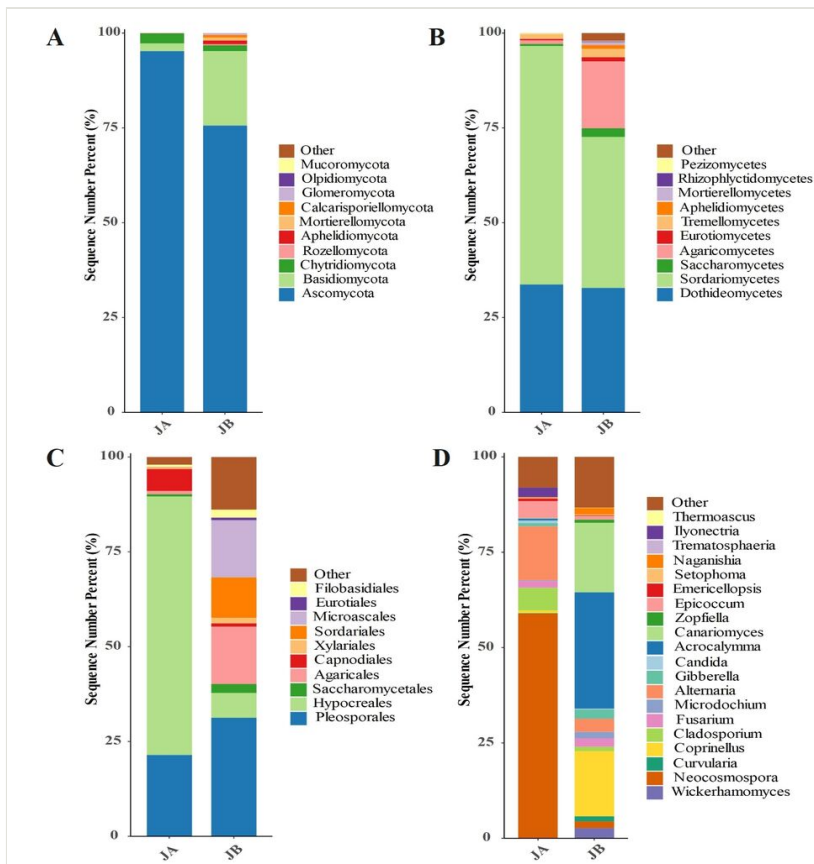 A
Sequence Number Percent (%)
100
75
50
25
0
JA
JB
Other
Mucoromycota
Olpidiomycota
Glomeromycota
Calcarisporiellomycota
Mortierellomycota
Aphelidiomycota
Rozellomycota
Chytridiomycota
Basidiomycota
Ascomycota
B
Sequence Number Percent (%)
100
75
50
25
0
JA
JB
Other
Pezizomycetes
Rhizophlyctidomycetes
Mortierellomycetes
Aphelidiomycetes
Tremellomycetes
Eurotiomycetes
Agaricomycetes
Saccharomycetes
Sordariomycetes
Dothideomycetes
C
Sequence Number Percent (%)
100
75
50
25
0
JA
JB
Other
Filobasidiales
Eurotiales
Microascales
Sordariales
Xylariales
Capnodiales
Agaricales
Saccharomycetales
Hypocreales
Pleosporales
D
Sequence Number Percent (%)
100
75
50
25
0
JA
JB
Other
Thermoascus
Ilyonectria
Trematosphaeria
Naganishia
Setophoma
Emericellopsis
Epicoccum
Zopfiella
Canariomyces
Acrocalymma
Candida
Gibberella
Alternaria
Microdochium
Fusarium
Cladosporium
Coprinellus
Curvularia
Neocosmospora
Wickerhamomyces